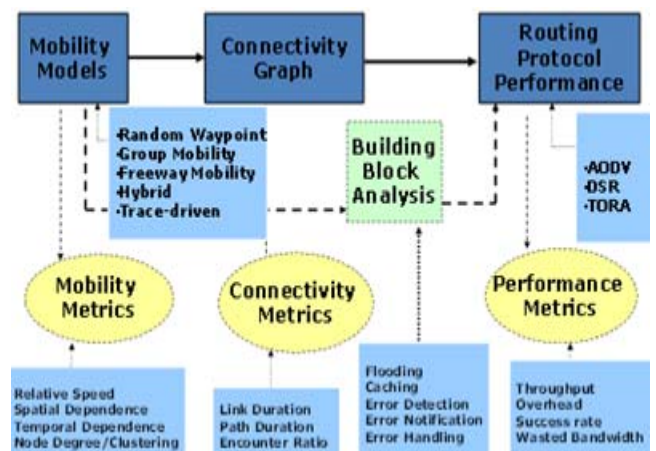 Mobility
Models
Connectivity
Graph
Routing
Protocol
Performance
·Random Waypoint
·Group Mobility
·Freeway Mobility
·Hybrid
·Trace-driven
Building
Block
Analysis
·AODV
·DSR
·TORA
Mobility
Metrics
Connectivity
Metrics
Performance
Metrics
Relative Speed
Spatial Dependence
Temporal Dependence
Node Degree/Clustering
Link Duration
Path Duration
Encounter Ratio
Flooding
Caching
Error Detection
Error Notification
Error Handling
Throughput
Overhead
Success rate
Wasted Bandwidth